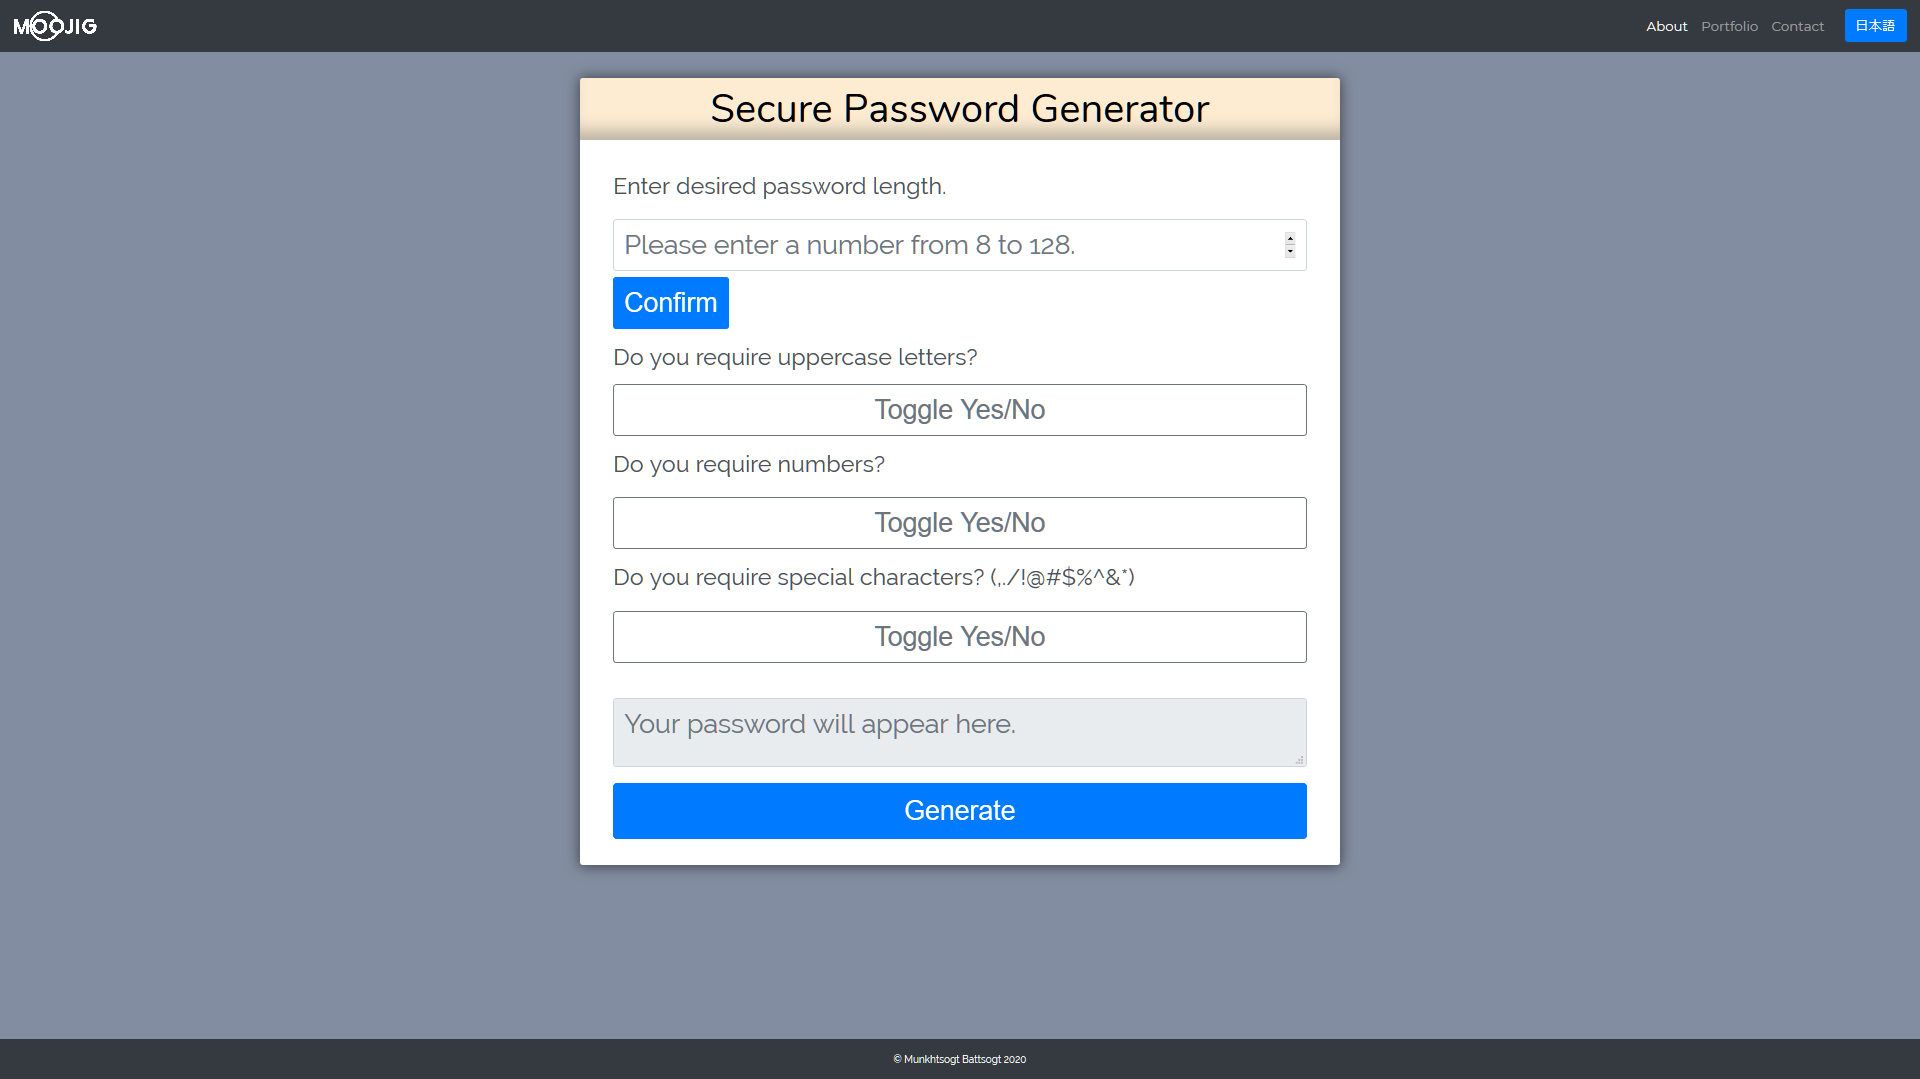 MOOJIG
About Portfolio Contact 日本語
Secure Password Generator
Enter desired password length.
Please enter a number from 8 to 128.
Confirm
Do you require uppercase letters?
Toggle Yes/No
Do you require numbers?
Toggle Yes/No
Do you require special characters? (,./!@#$%^&*)
Toggle Yes/No
Your password will appear here.
Generate
© Munkhtsogt Battsogt 2020